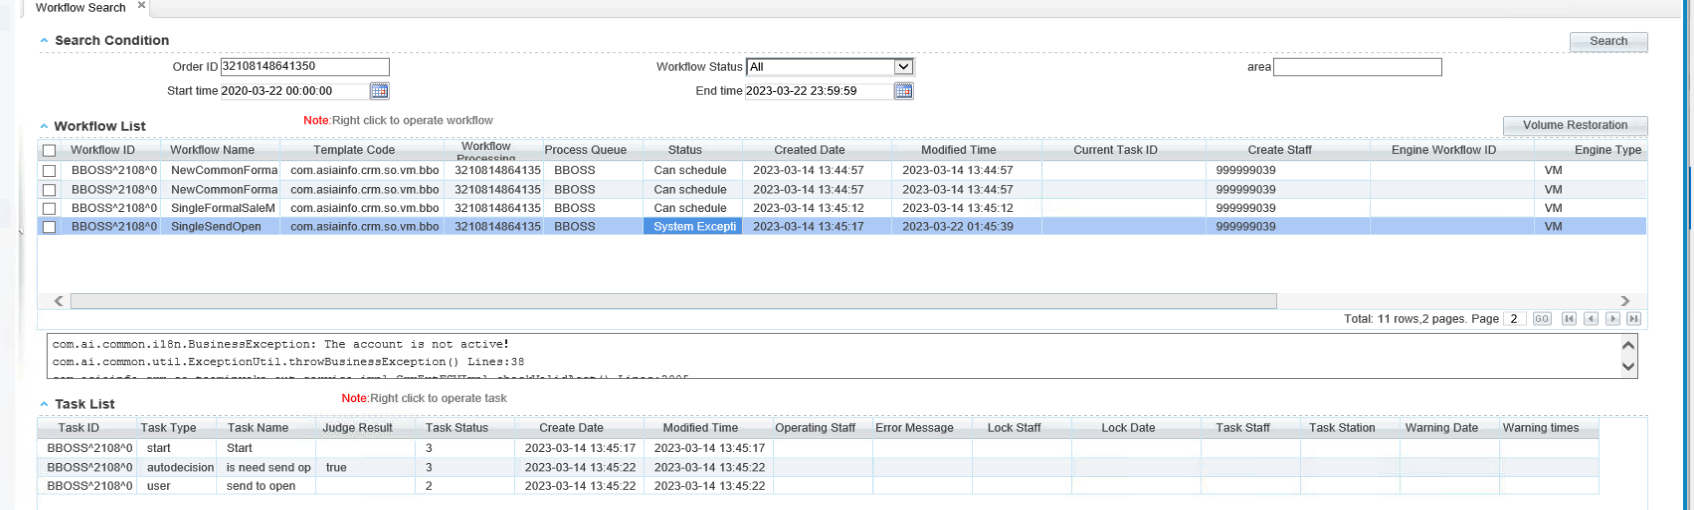 Workflow Search ×
Search Condition
Search
Order ID 32108148641350 Workflow Status All area
Start time 2020-03-22 00:00:00 End time 2023-03-22 23:59:59
Workflow List Note:Right click to operate workflow Volume Restoration
Workflow ID Workflow Name Template Code Workflow Processing Process Queue Status Created Date Modified Time Current Task ID Create Staff Engine Workflow ID Engine Type
BBOSS^2108^0 NewCommonForma com.asiainfo.crm.so.vm.bbo 3210814864135 BBOSS Can schedule 2023-03-14 13:44:57 2023-03-14 13:44:57 999999039 VM
BBOSS^2108^0 NewCommonForma com.asiainfo.crm.so.vm.bbo 3210814864135 BBOSS Can schedule 2023-03-14 13:44:57 2023-03-14 13:44:57 999999039 VM
BBOSS^2108^0 SingleFormalSaleM com.asiainfo.crm.so.vm.bbo 3210814864135 BBOSS Can schedule 2023-03-14 13:45:12 2023-03-14 13:45:12 999999039 VM
BBOSS^2108^0 SingleSendOpen com.asiainfo.crm.so.vm.bbo 3210814864135 BBOSS System Excepti 2023-03-14 13:45:17 2023-03-22 01:45:39 999999039 VM
Total: 11 rows,2 pages. Page 2 GO
com.ai.common.i18n.BusinessException: The account is not active!
com.ai.common.util.ExceptionUtil.throwBusinessException() Lines:38
Task List Note:Right click to operate task
Task ID Task Type Task Name Judge Result Task Status Create Date Modified Time Operating Staff Error Message Lock Staff Lock Date Task Staff Task Station Warning Date Warning times
BBOSS^2108^0 start Start 3 2023-03-14 13:45:17 2023-03-14 13:45:17
BBOSS^2108^0 autodecision is need send op true 3 2023-03-14 13:45:22 2023-03-14 13:45:22
BBOSS^2108^0 user send to open 2 2023-03-14 13:45:22 2023-03-14 13:45:22